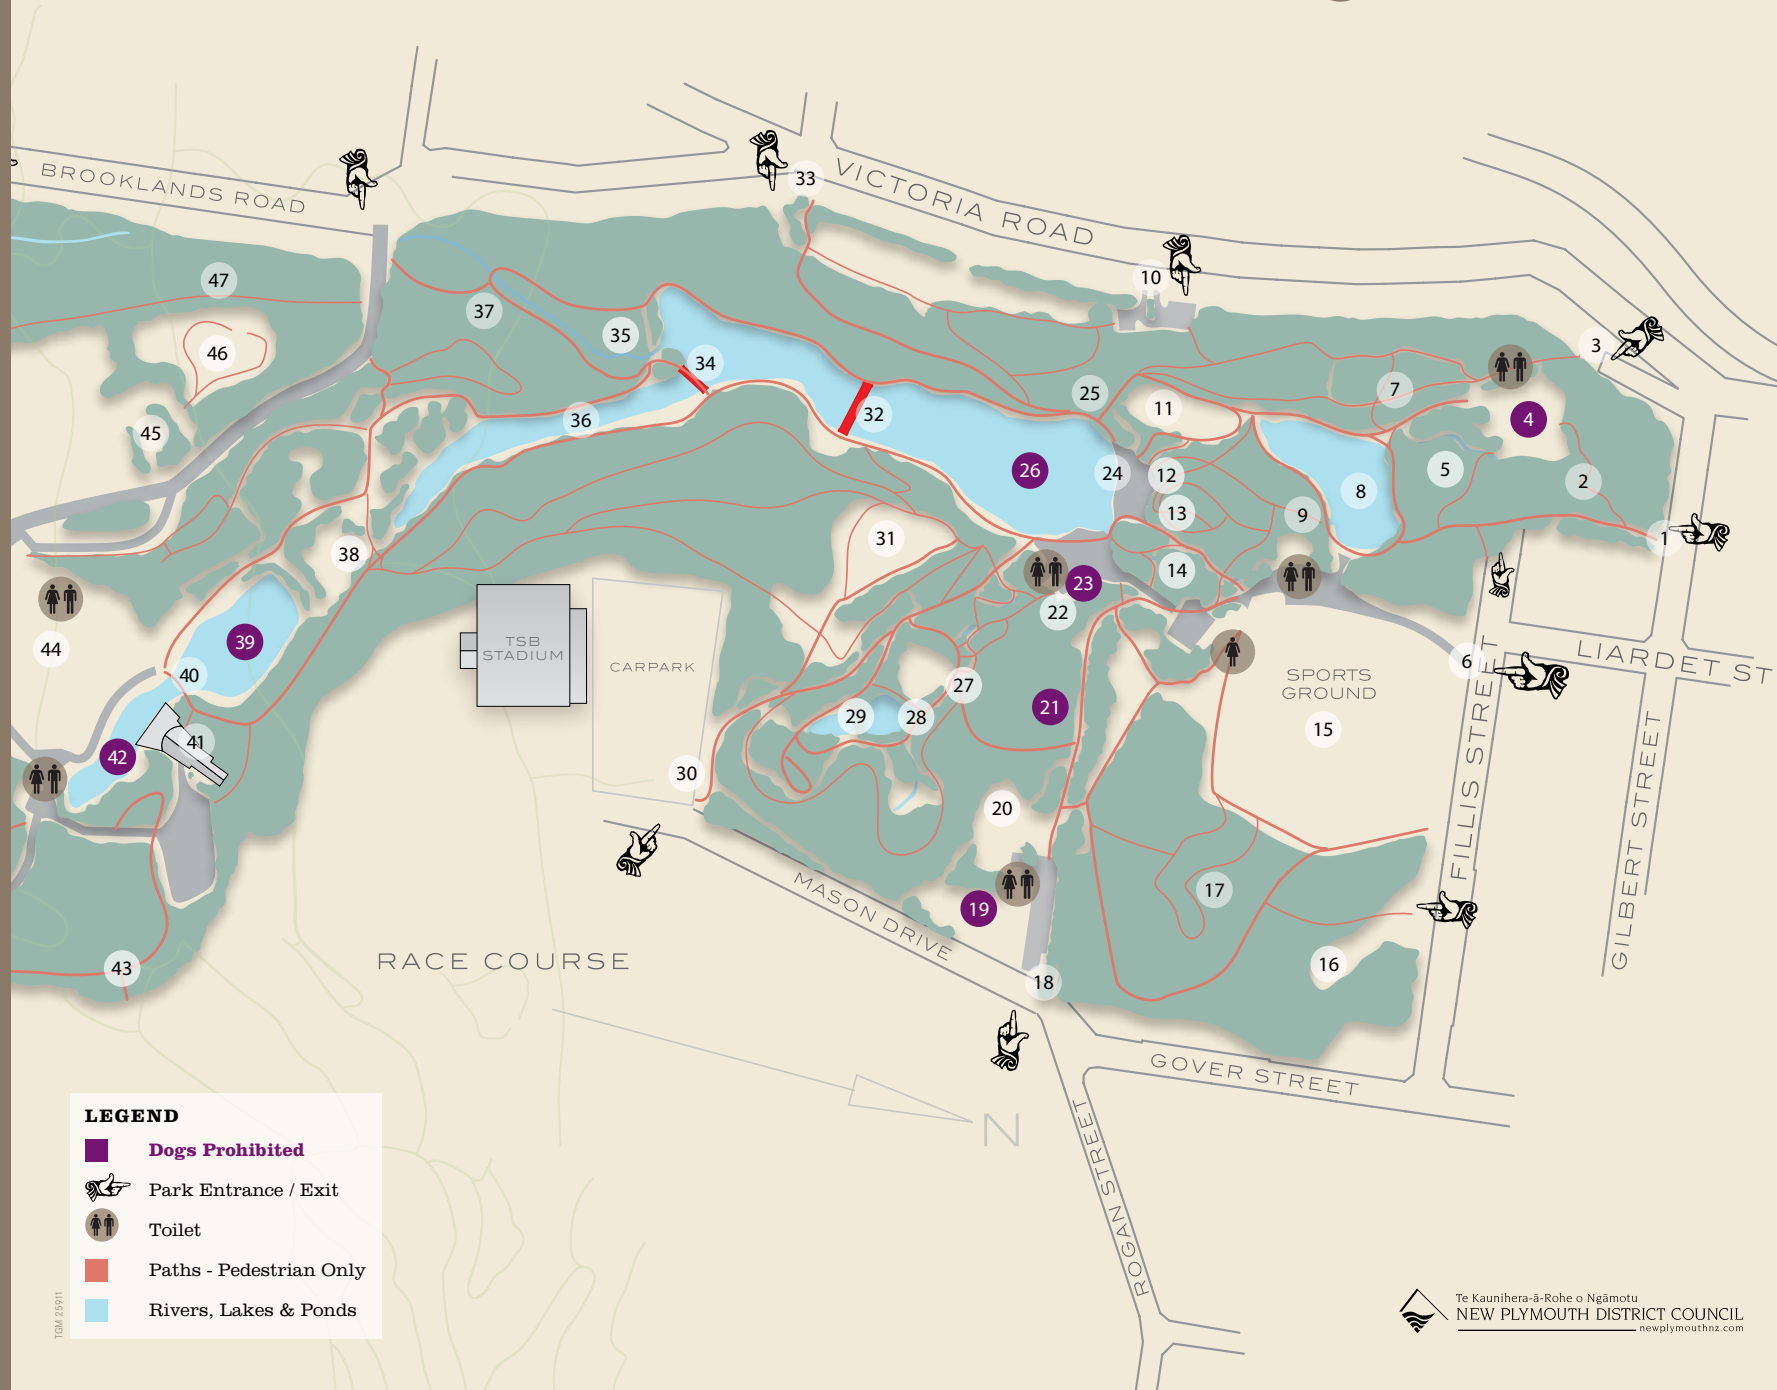 33
VICTORIA ROAD
BROOKLANDS ROAD
10
47
37
35
3
46
34
7
25
11
4
45
36
32
26
24
12
5
2
8
13
9
31
1
38
14
23
22
44
39
TSB
STADIUM
CARPARK
6
LIARDET ST
40
SPORTS
GROUND
27
21
29
28
15
41
42
30
20
FILLIS STREET
GILBERT STREET
MASON DRIVE
17
19
RACE COURSE
43
16
18
GOVER STREET
N
ROGAN STREET
LEGEND
Dogs Prohibited
Park Entrance / Exit
Toilet
Paths - Pedestrian Only
Rivers, Lakes & Ponds
TGM 25911
Te Kaunihera-ā-Rohe o Ngāmotu
NEW PLYMOUTH DISTRICT COUNCIL
newplymouthnz.com